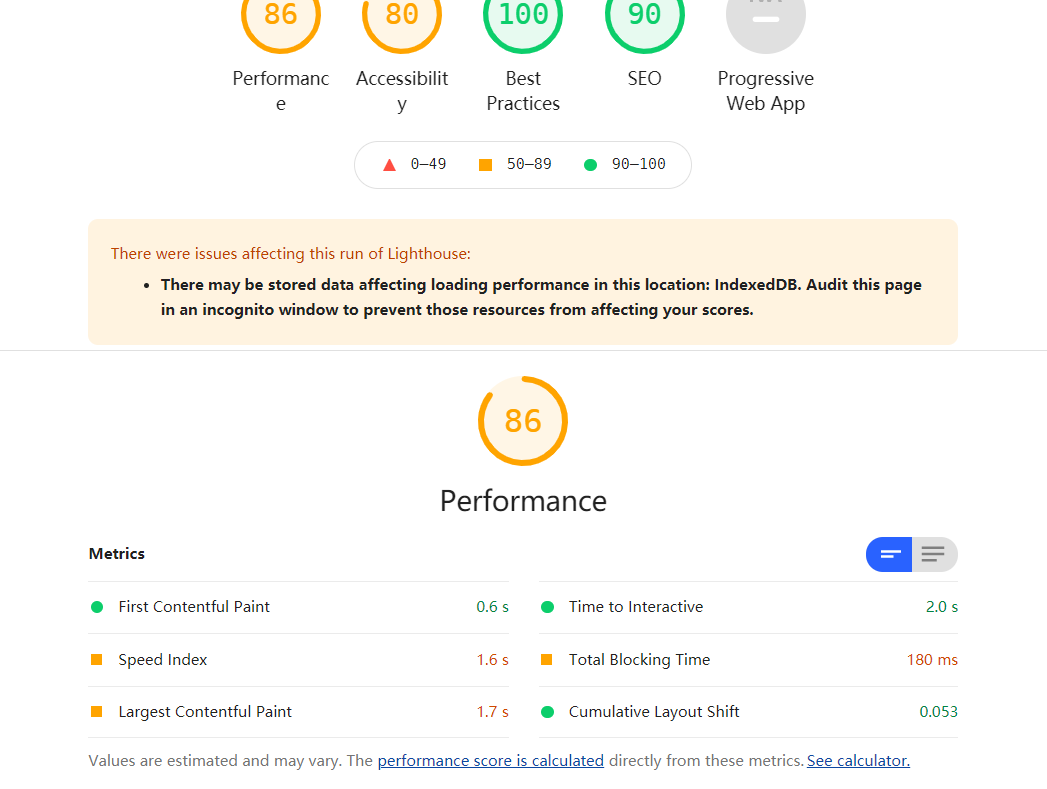 86 80 100 90
Performanc Accessibilit Best SEO Progressive
e y Practices Web App
0–49 50–89 90–100
There were issues affecting this run of Lighthouse:
• There may be stored data affecting loading performance in this location: IndexedDB. Audit this page
in an incognito window to prevent those resources from affecting your scores.
86
Performance
Metrics
First Contentful Paint 0.6 s Time to Interactive 2.0 s
Speed Index 1.6 s Total Blocking Time 180 ms
Largest Contentful Paint 1.7 s Cumulative Layout Shift 0.053
Values are estimated and may vary. The performance score is calculated directly from these metrics. See calculator.